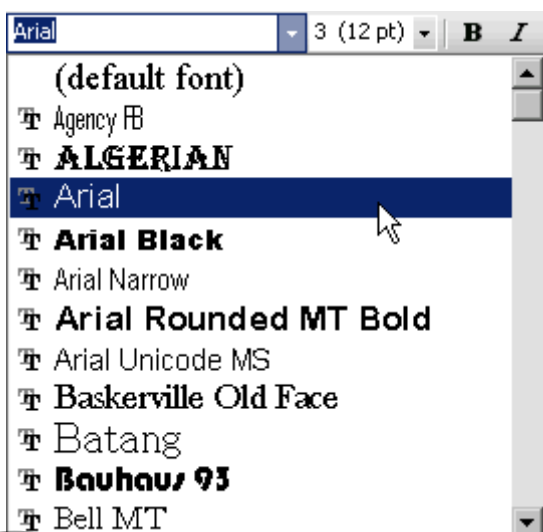 Arial 3 (12 pt) B I
(default font)
Agency FB
ALGERIAN
Arial
Arial Black
Arial Narrow
Arial Rounded MT Bold
Arial Unicode MS
Baskerville Old Face
Batang
Bauhaus 93
Bell MT